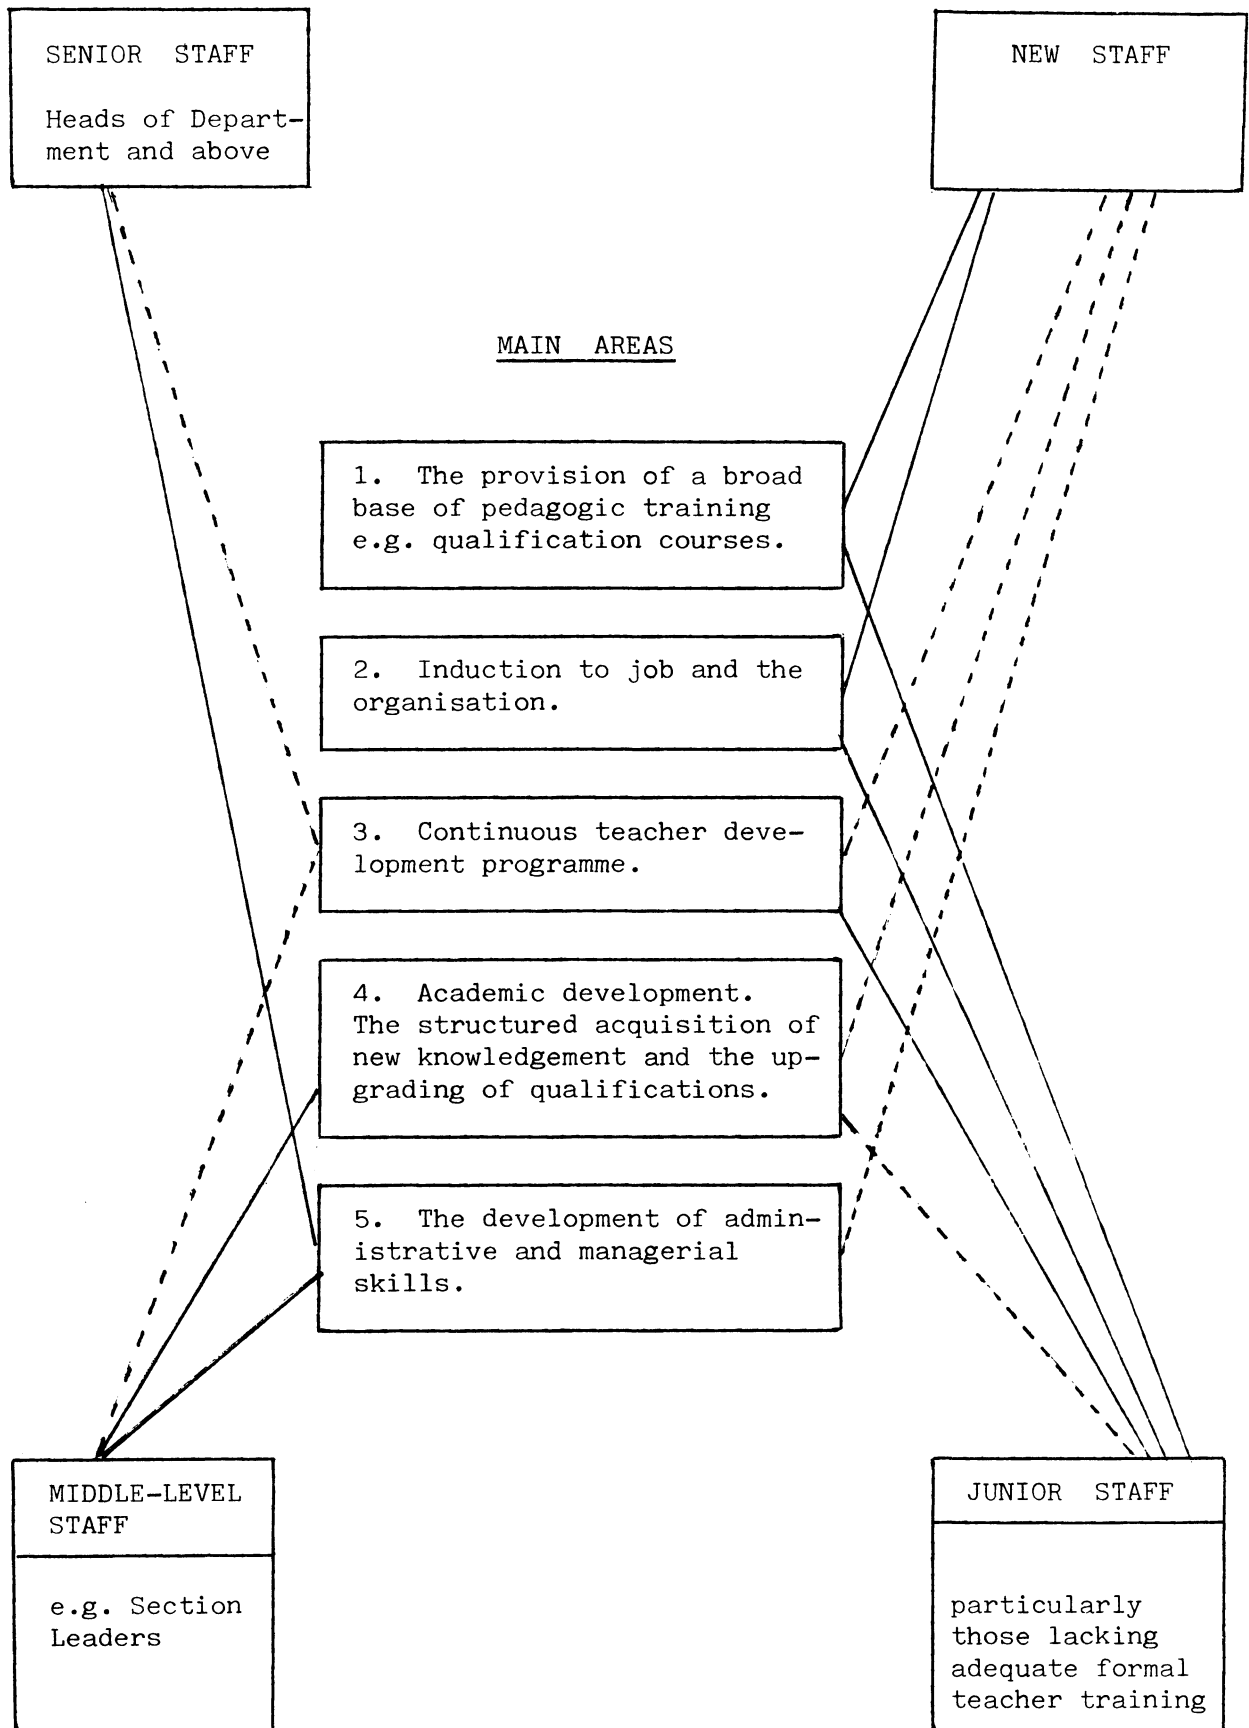 SENIOR STAFF
Heads of Depart-
ment and above
NEW STAFF
MAIN AREAS
1. The provision of a broad
base of pedagogic training
e.g. qualification courses.
2. Induction to job and the
organisation.
3. Continuous teacher deve-
lopment programme.
4. Academic development.
The structured acquisition of
new knowledgement and the up-
grading of qualifications.
5. The development of admin-
istrative and managerial
skills.
MIDDLE-LEVEL
STAFF
e.g. Section
Leaders
JUNIOR STAFF
particularly
those lacking
adequate formal
teacher training